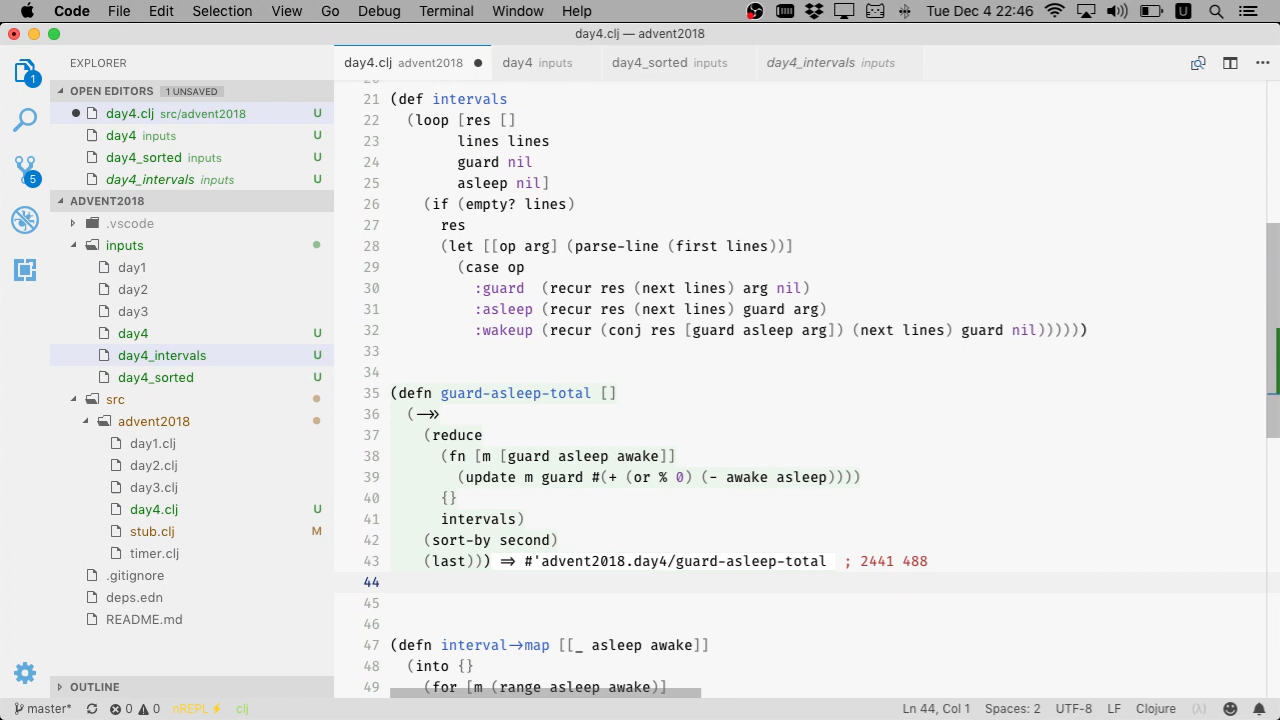 Code File Edit Selection View Go Debug Terminal Window Help Tue Dec 4 22:46 U
day4.clj — advent2018
EXPLORER
OPEN EDITORS 1 UNSAVED
day4.clj src/advent2018 U
day4 inputs U
day4_sorted inputs U
day4_intervals inputs U
ADVENT2018
.vscode
inputs
day1
day2
day3
day4 U
day4_intervals U
day4_sorted U
src
advent2018
day1.clj
day2.clj
day3.clj
day4.clj U
stub.clj M
timer.clj
.gitignore
deps.edn
README.md
OUTLINE
1
5
day4.clj advent2018 day4 inputs day4_sorted inputs day4_intervals inputs
21 (def intervals
22 (loop [res []
23 lines lines
24 guard nil
25 asleep nil]
26 (if (empty? lines)
27 res
28 (let [[op arg] (parse-line (first lines))]
29 (case op
30 :guard (recur res (next lines) arg nil)
31 :asleep (recur res (next lines) guard arg)
32 :wakeup (recur (conj res [guard asleep arg]) (next lines) guard nil))))))
33
34
35 (defn guard-asleep-total []
36 (->>
37 (reduce
38 (fn [m [guard asleep awake]]
39 (update m guard #(+ (or % 0) (- awake asleep))))
40 {}
41 intervals)
42 (sort-by second)
43 (last))) => #'advent2018.day4/guard-asleep-total ; 2441 488
44
45
46
47 (defn interval->map [[_ asleep awake]]
48 (into {}
49 (for [m (range asleep awake)]
master* 0 0 nREPL⚡ clj Ln 44, Col 1 Spaces: 2 UTF-8 LF Clojure (λ)